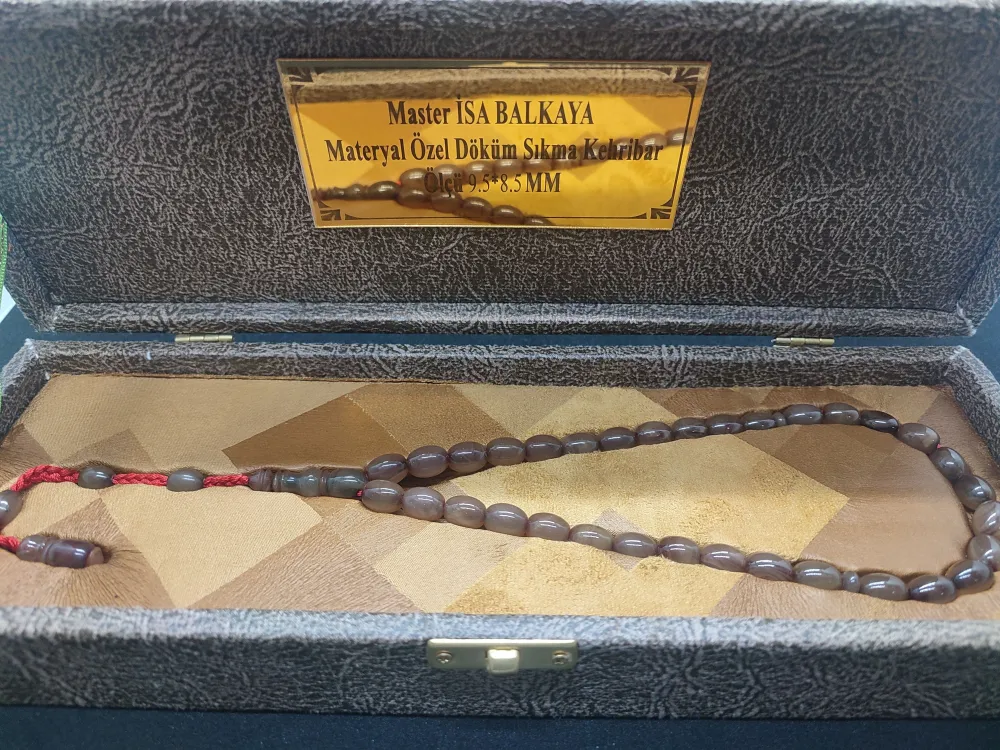 Master İSA BALKAYA
Materyal Özel Döküm Sıkma Kehribar
Ölçü 9.5*8.5 MM